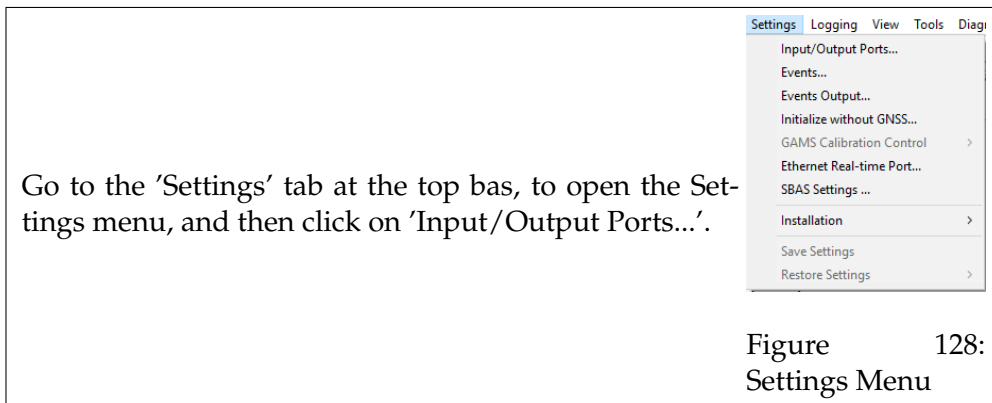 Go to the ’Settings’ tab at the top bas, to open the Set-
tings menu, and then click on ’Input/Output Ports...’.
Settings Logging View Tools
Input/Output Ports...
Events...
Events Output...
Initialize without GNSS...
GAMS Calibration Control >
Ethernet Real-time Port...
SBAS Settings ...
Installation >
Save Settings
Restore Settings >
Figure 128:
Settings Menu